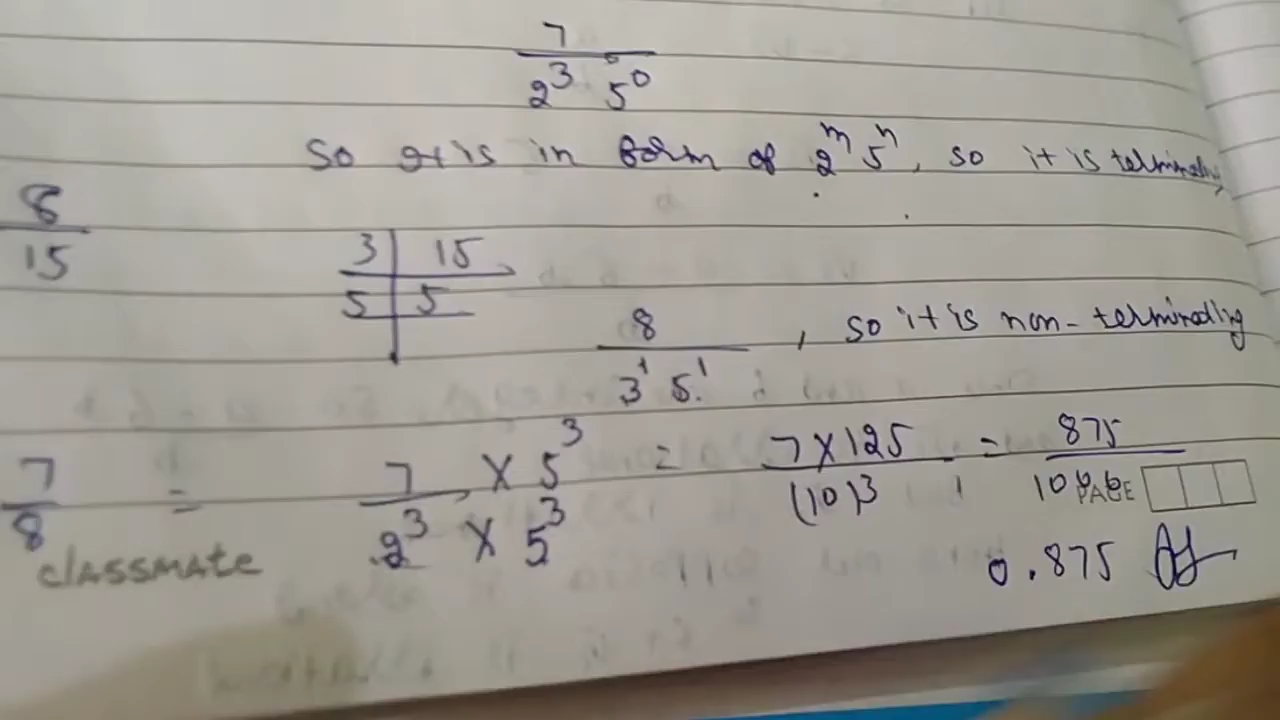 7
2³ 5⁰
So it is in form of 2ᵐ 5ⁿ, so it is terminating
8
15
3 | 15
5 | 5
8
3¹ 5¹ , so it is non-terminating
7/8 = 7 × 5³ / 2³ × 5³ = 7×125 / (10)³ = 875 / 1000
PAGE
classmate
0.875